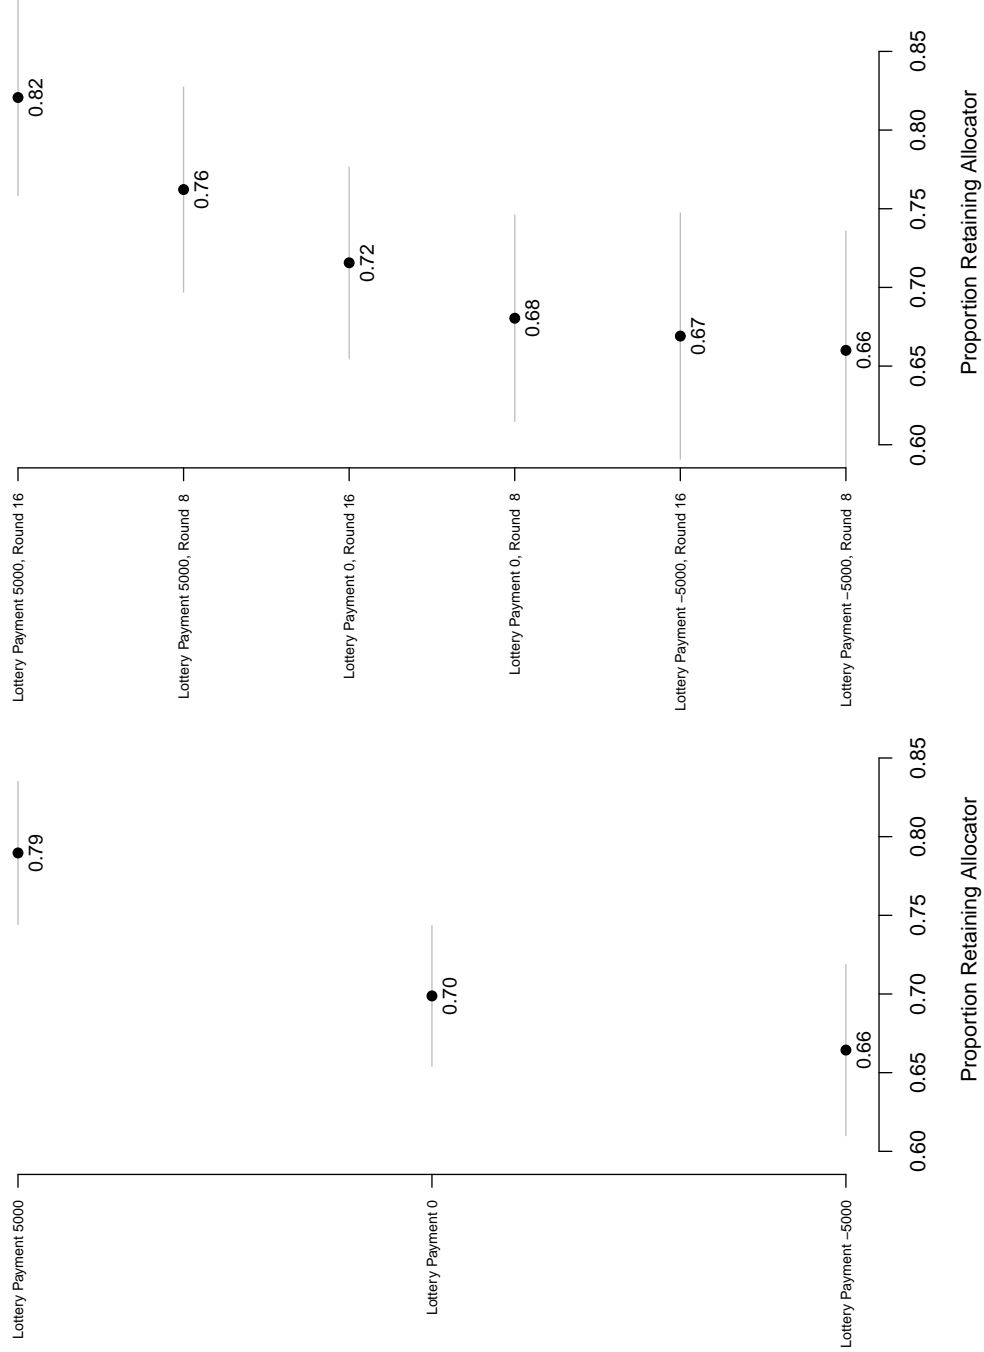 Lottery Payment 5000
Lottery Payment 0
Lottery Payment −5000
0.79
0.70
0.66
0.60 0.65 0.70 0.75 0.80 0.85
Proportion Retaining Allocator
Lottery Payment 5000, Round 16
Lottery Payment 5000, Round 8
Lottery Payment 0, Round 16
Lottery Payment 0, Round 8
Lottery Payment −5000, Round 16
Lottery Payment −5000, Round 8
0.82
0.76
0.72
0.68
0.67
0.66
0.60 0.65 0.70 0.75 0.80 0.85
Proportion Retaining Allocator